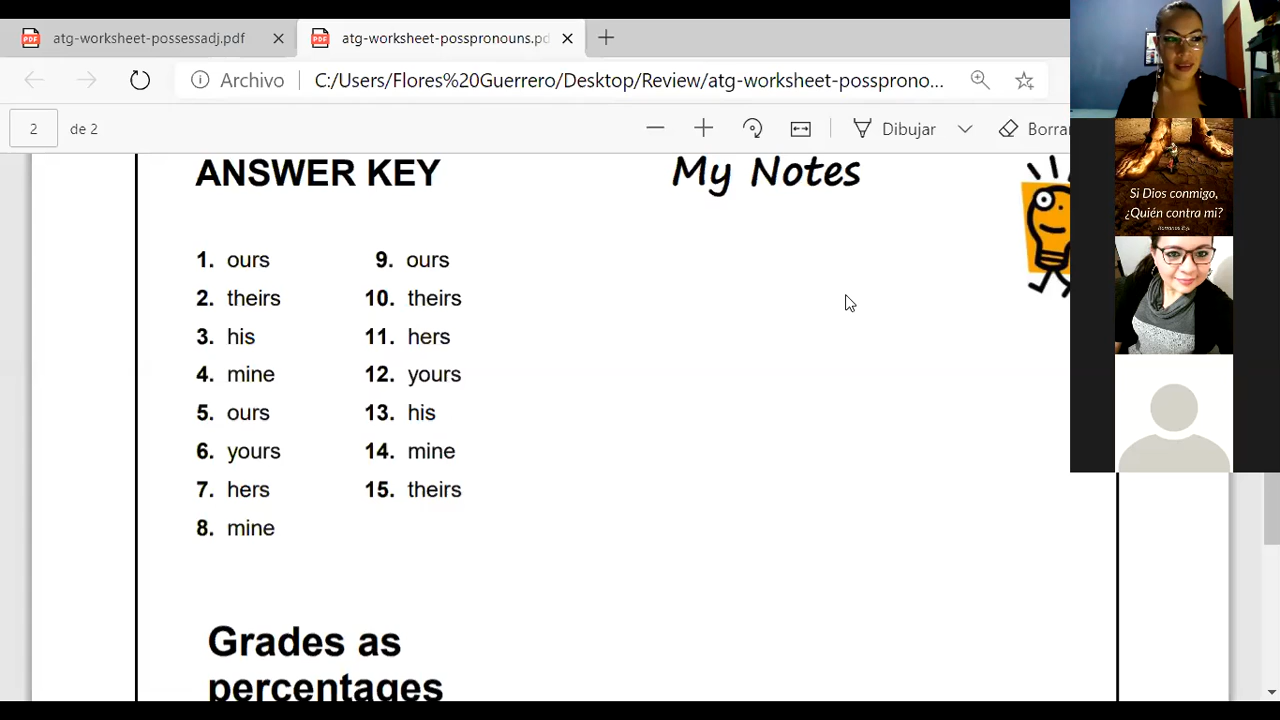 atg-worksheet-possessadj.pdf
atg-worksheet-posspronouns.pd
Archivo
C:/Users/Flores%20Guerrero/Desktop/Review/atg-worksheet-possprono...
2
de 2
Dibujar
Borra
ANSWER KEY
My Notes
1. ours
2. theirs
3. his
4. mine
5. ours
6. yours
7. hers
8. mine
9. ours
10. theirs
11. hers
12. yours
13. his
14. mine
15. theirs
Grades as
percentages
Si Dios conmigo,
¿Quién contra mi?